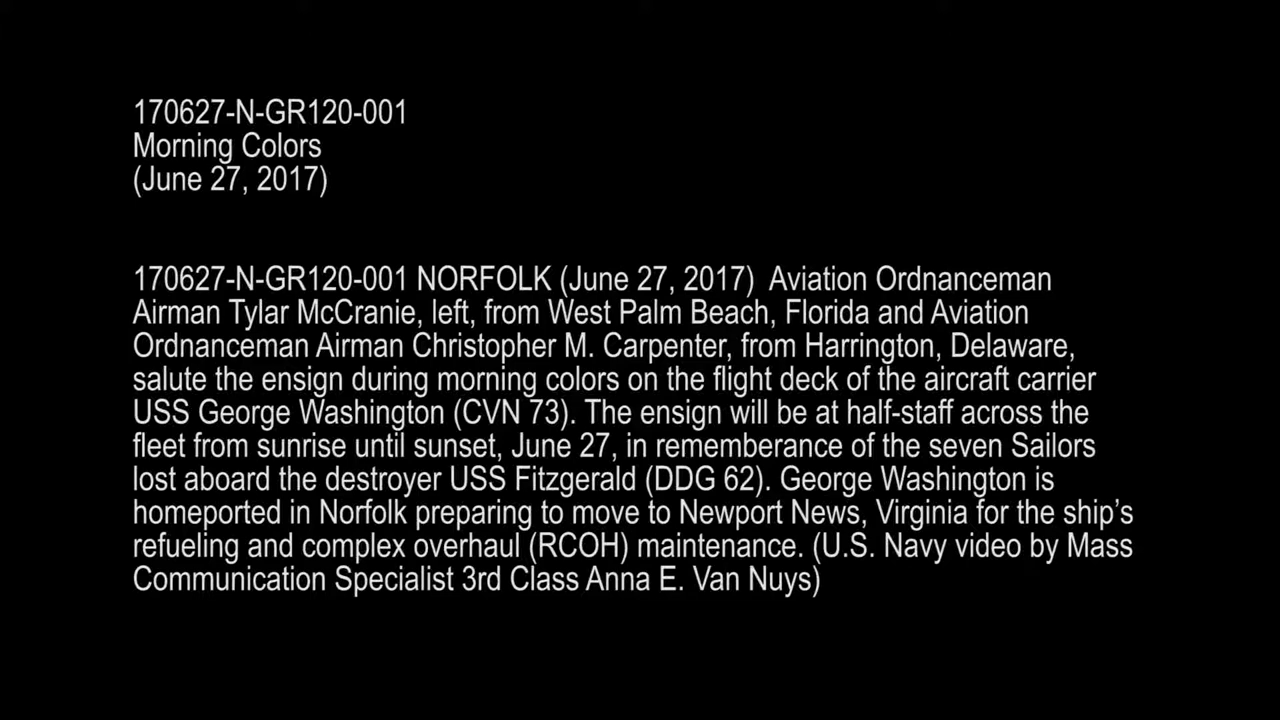 170627-N-GR120-001
Morning Colors
(June 27, 2017)
170627-N-GR120-001 NORFOLK (June 27, 2017)  Aviation Ordnanceman
Airman Tylar McCranie, left, from West Palm Beach, Florida and Aviation
Ordnanceman Airman Christopher M. Carpenter, from Harrington, Delaware,
salute the ensign during morning colors on the flight deck of the aircraft carrier
USS George Washington (CVN 73). The ensign will be at half-staff across the
fleet from sunrise until sunset, June 27, in rememberance of the seven Sailors
lost aboard the destroyer USS Fitzgerald (DDG 62). George Washington is
homeported in Norfolk preparing to move to Newport News, Virginia for the ship’s
refueling and complex overhaul (RCOH) maintenance. (U.S. Navy video by Mass
Communication Specialist 3rd Class Anna E. Van Nuys)